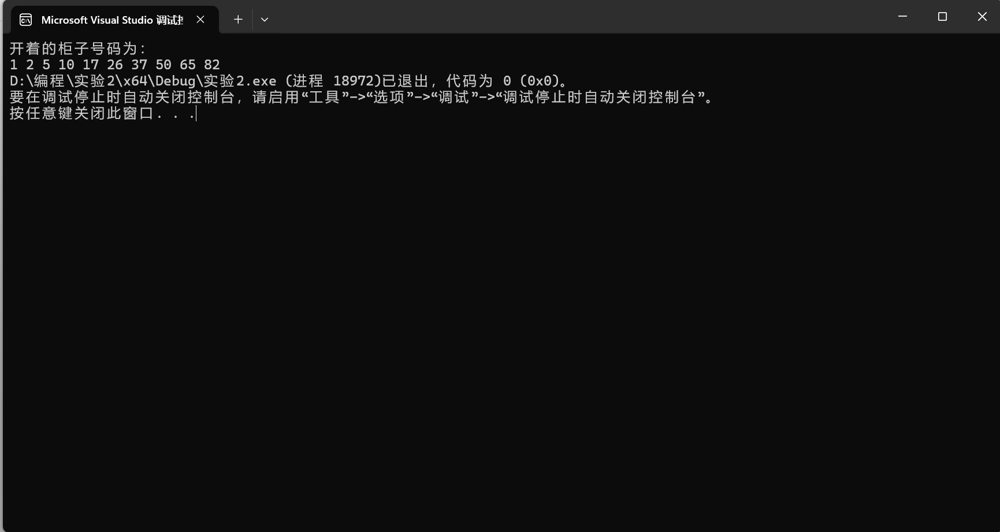 Microsoft Visual Studio 调试
开着的柜子号码为:
1 2 5 10 17 26 37 50 65 82
D:\编程\实验2\x64\Debug\实验2.exe (进程 18972)已退出，代码为 0 (0x0)。
要在调试停止时自动关闭控制台，请启用“工具”->“选项”->“调试”->“调试停止时自动关闭控制台”。
按任意键关闭此窗口. . .